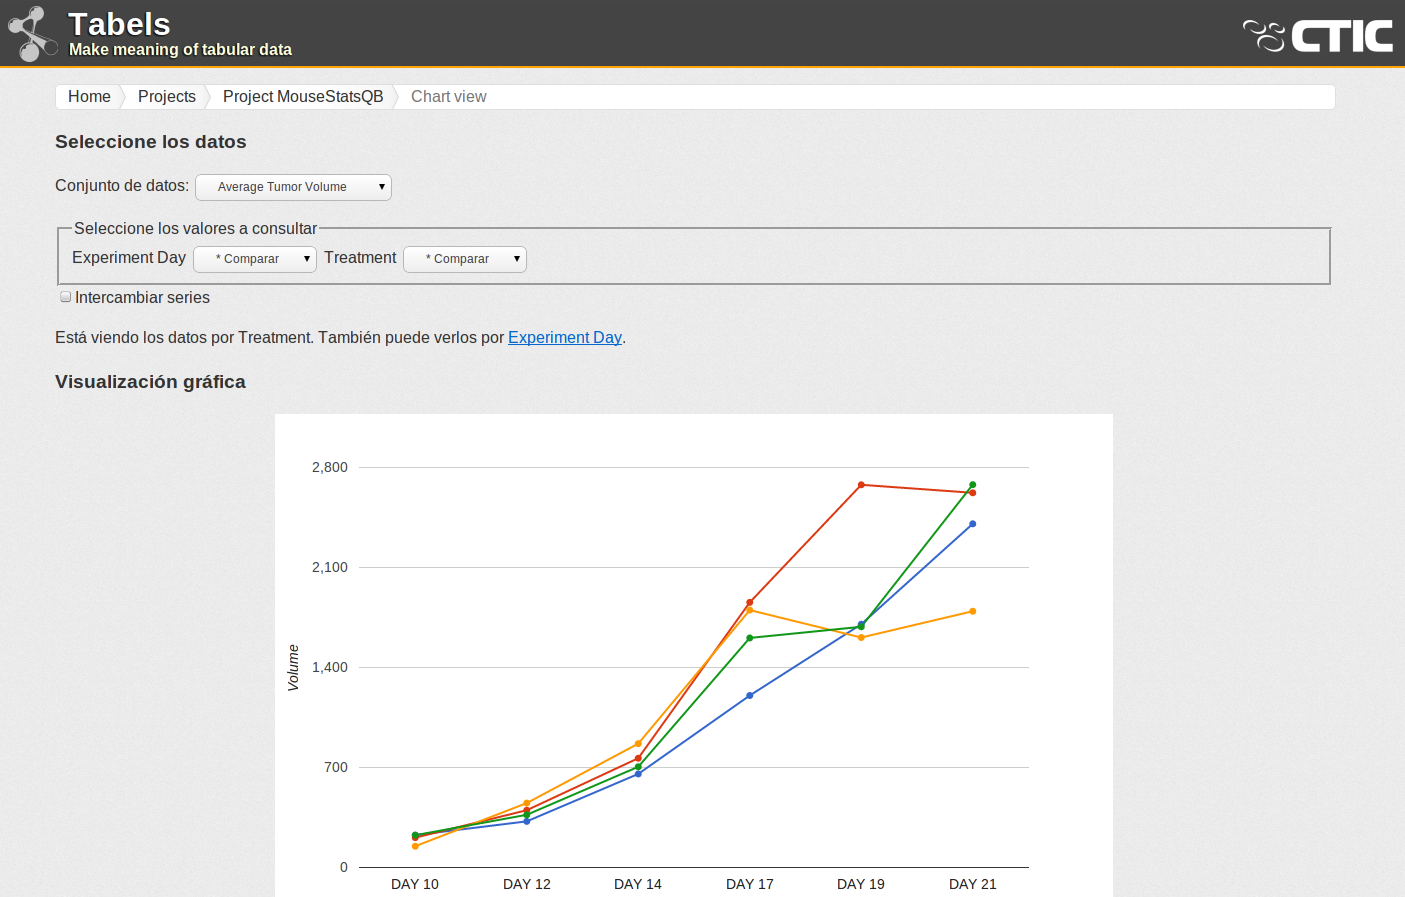 Tabels
Make meaning of tabular data
CTIC
Home Projects Project MouseStatsQB Chart view
Seleccione los datos
Conjunto de datos: Average Tumor Volume
Seleccione los valores a consultar
Experiment Day * Comparar Treatment * Comparar
Intercambiar series
Está viendo los datos por Treatment. También puede verlos por Experiment Day.
Visualización gráfica
2,800
2,100
1,400
700
0
Volume
DAY 10 DAY 12 DAY 14 DAY 17 DAY 19 DAY 21